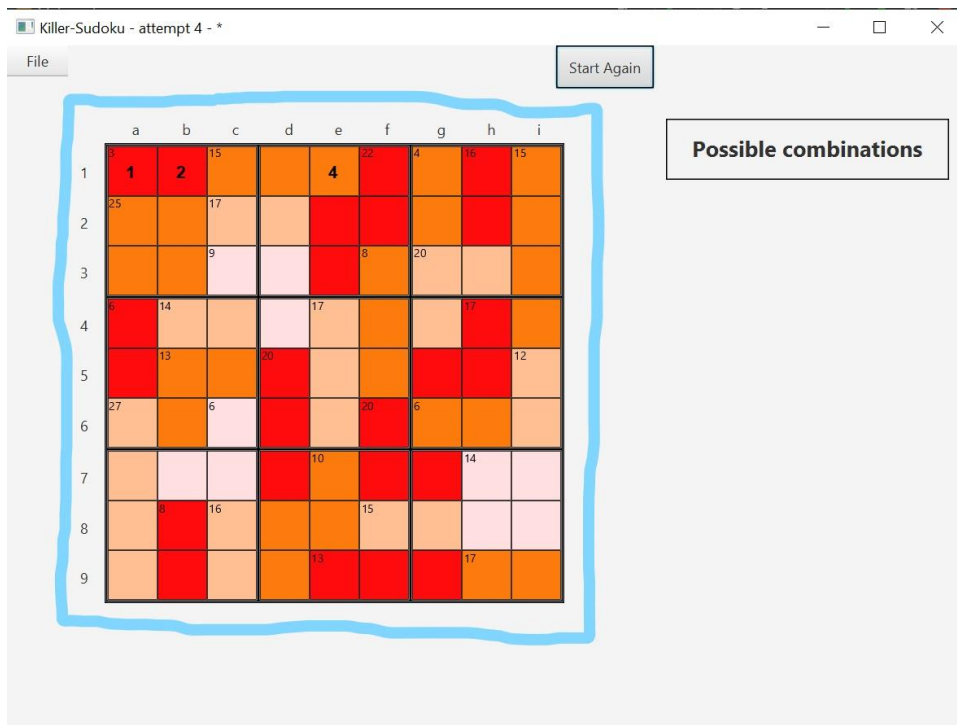 Killer-Sudoku - attempt 4 - *
File
Start Again
Possible combinations
a b c d e f g h i
3 15 22 4 16 15
1 1 2 4
25 17
2
9 8 20
3
6 14 17 17
4
13 20 12
5
27 6 20 6
6
10 14
7
8 16 15
8
13 17
9